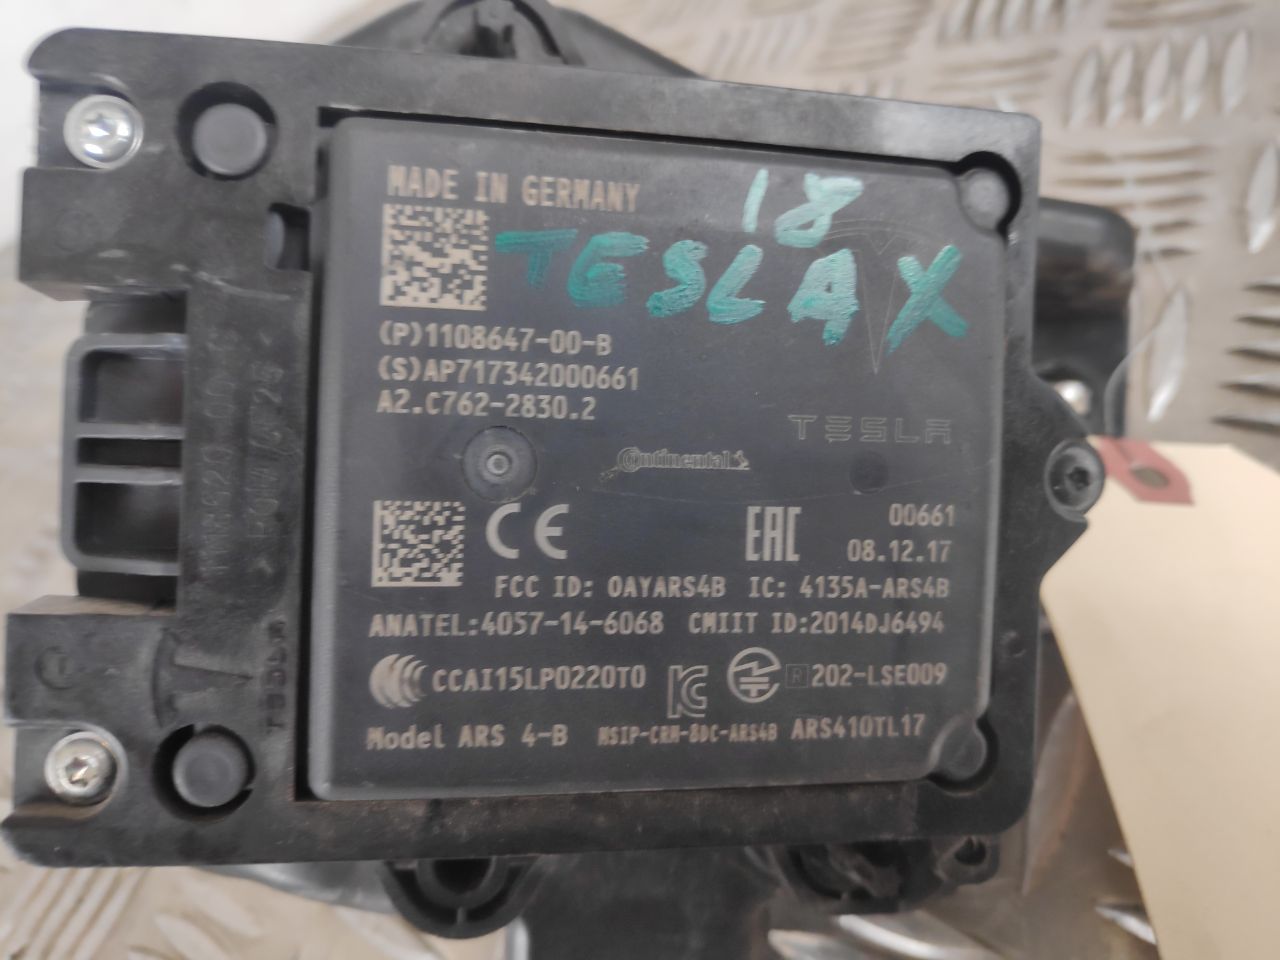 MADE IN GERMANY
18
TESLA X
(P)1108647-00-B
(S)AP717342000661
A2.C762-2830.2
TESLA
Continental
CE
EAC
00661
08.12.17
FCC ID: OAYARS4B IC: 4135A-ARS4B
ANATEL:4057-14-6068 CMIIT ID:2014DJ6494
CCAI15LP0220T0
R 202-LSE009
Model ARS 4-B MSIP-CRM-8DC-ARS4B ARS410TL17
TESLA